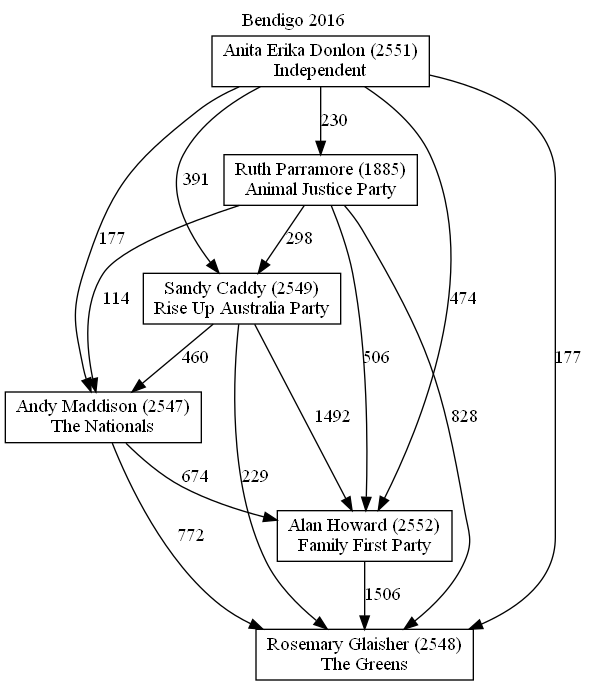 Bendigo 2016
Anita Erika Donlon (2551)
Independent
230
Ruth Parramore (1885)
Animal Justice Party
391
177
114
298
Sandy Caddy (2549)
Rise Up Australia Party
474
460
506
177
Andy Maddison (2547)
The Nationals
1492
828
674
229
772
Alan Howard (2552)
Family First Party
1506
Rosemary Glaisher (2548)
The Greens